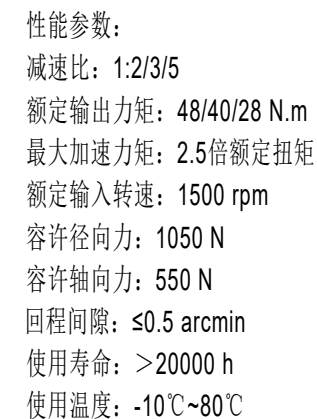 性能参数：
减速比：1:2/3/5
额定输出力矩：48/40/28 N.m
最大加速力矩：2.5倍额定扭矩
额定输入转速：1500 rpm
容许径向力：1050 N
容许轴向力：550 N
回程间隙：≤0.5 arcmin
使用寿命：＞20000 h
使用温度：-10℃~80℃